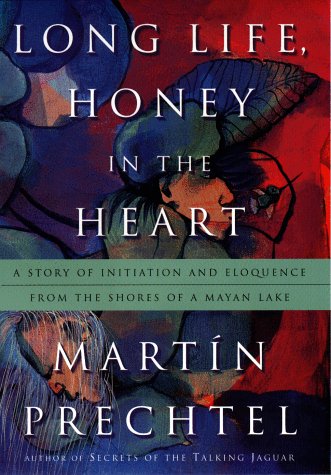 LONG LIFE,
HONEY
IN THE
HEART
A STORY OF INITIATION AND ELOQUENCE
FROM THE SHORES OF A MAYAN LAKE
MARTÍN
PRECHTEL
AUTHOR OF SECRETS OF THE TALKING JAGUAR